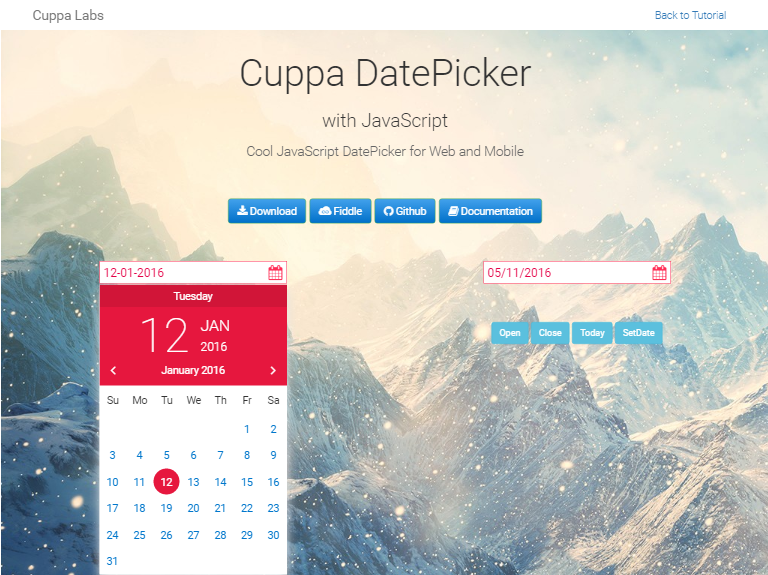 Cuppa Labs
Back to Tutorial
Cuppa DatePicker
with JavaScript
Cool JavaScript DatePicker for Web and Mobile
Download Fiddle Github Documentation
12-01-2016
Tuesday
12
JAN
2016
January 2016
Su Mo Tu We Th Fr Sa
1 2
3 4 5 6 7 8 9
10 11 12 13 14 15 16
17 18 19 20 21 22 23
24 25 26 27 28 29 30
31
05/11/2016
Open Close Today SetDate